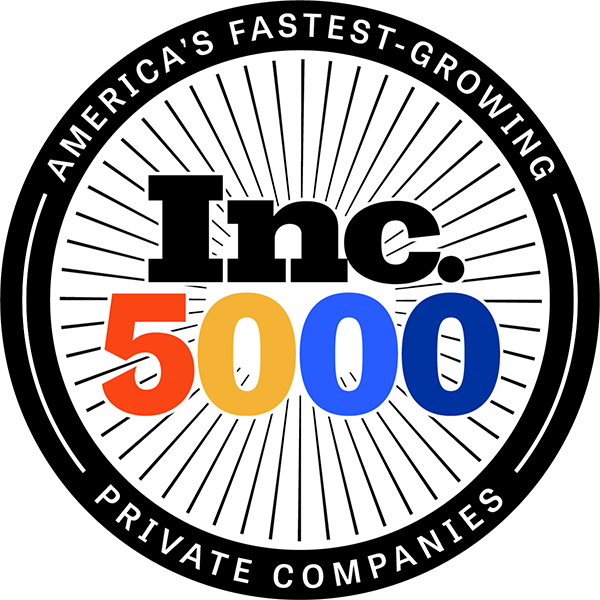 AMERICA'S FASTEST-GROWING
Inc.
5000
PRIVATE COMPANIES